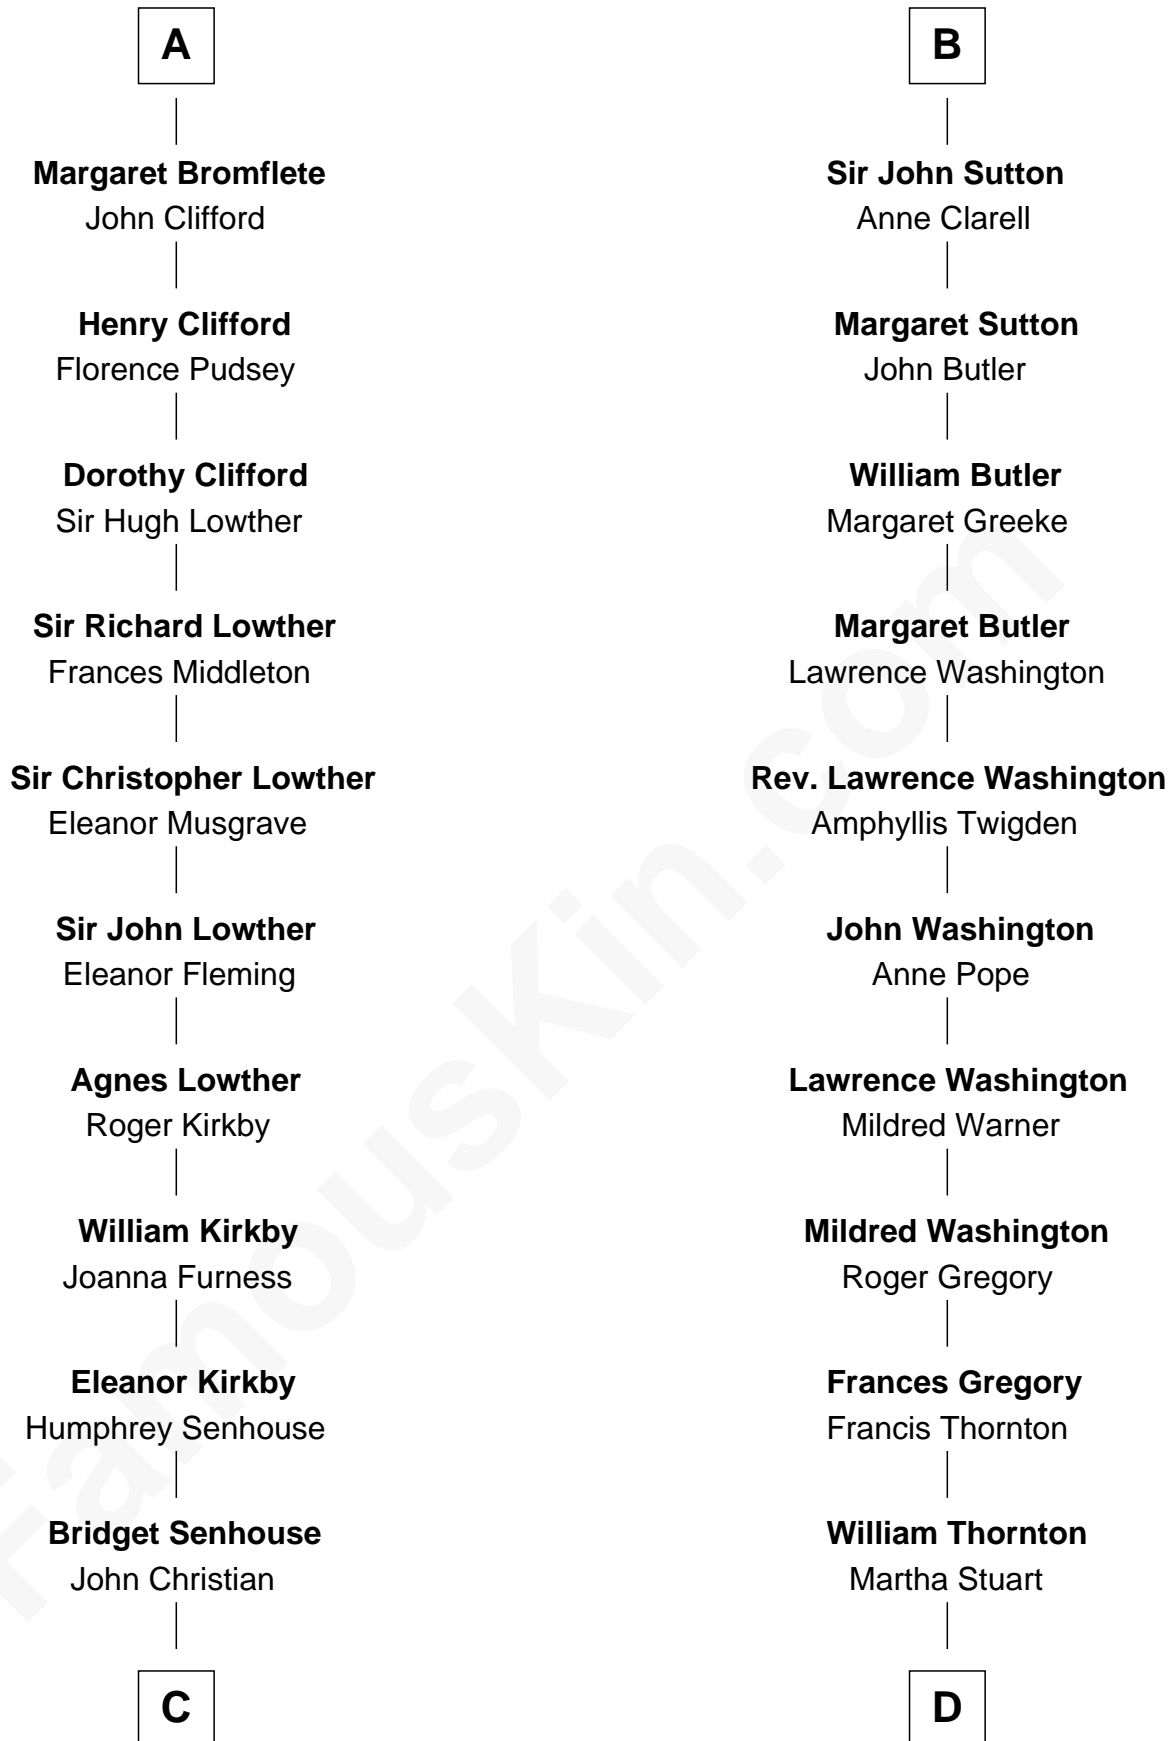 A
Margaret Bromflete
John Clifford
Henry Clifford
Florence Pudsey
Dorothy Clifford
Sir Hugh Lowther
Sir Richard Lowther
Frances Middleton
Sir Christopher Lowther
Eleanor Musgrave
Sir John Lowther
Eleanor Fleming
Agnes Lowther
Roger Kirkby
William Kirkby
Joanna Furness
Eleanor Kirkby
Humphrey Senhouse
Bridget Senhouse
John Christian
C
B
Sir John Sutton
Anne Clarell
Margaret Sutton
John Butler
William Butler
Margaret Greeke
Margaret Butler
Lawrence Washington
Rev. Lawrence Washington
Amphyllis Twigden
John Washington
Anne Pope
Lawrence Washington
Mildred Warner
Mildred Washington
Roger Gregory
Frances Gregory
Francis Thornton
William Thornton
Martha Stuart
D
FamousKin.com